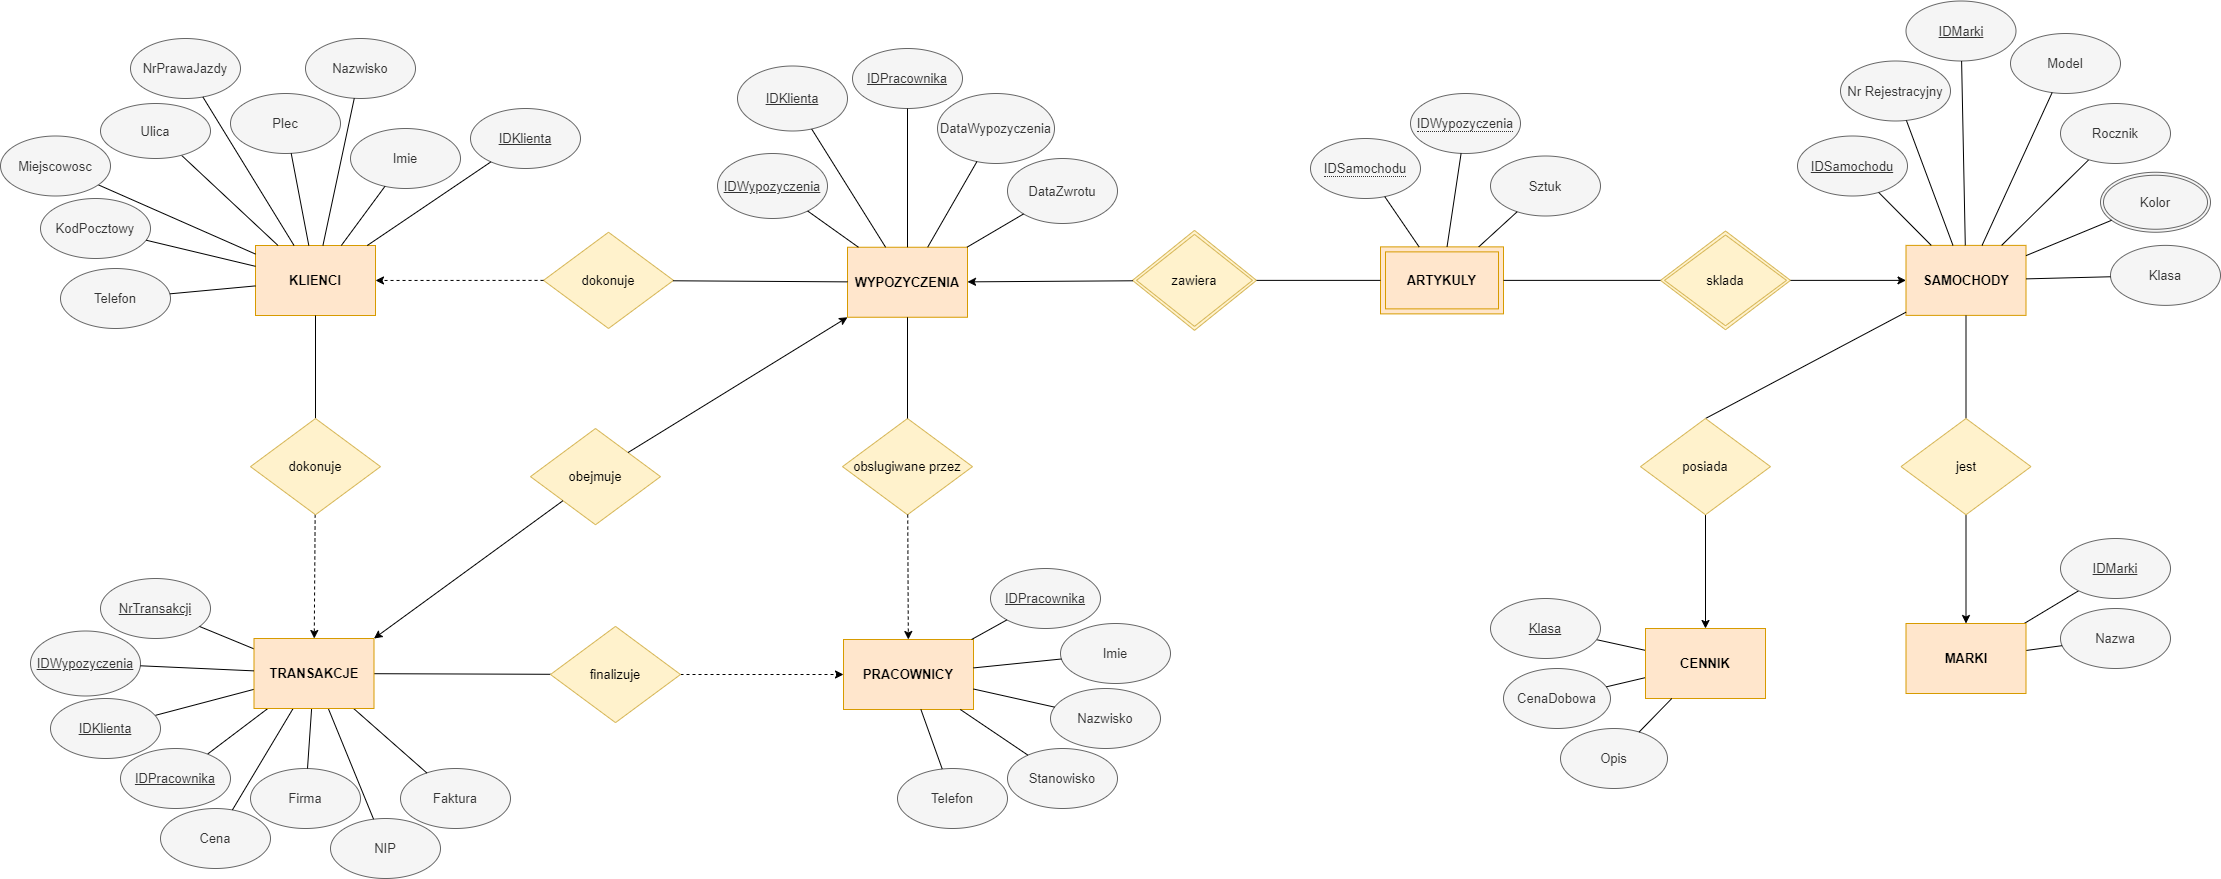 IDMarki
NrPrawaJazdy
Nazwisko
IDPracownika
Model
IDKlienta
Nr Rejestracyjny
Ulica
Plec
IDKlienta
DataWypozyczenia
IDWypozyczenia
Rocznik
Miejscowosc
Imie
IDWypozyczenia
DataZwrotu
IDSamochodu
Sztuk
IDSamochodu
Kolor
KodPocztowy
Telefon
KLIENCI
dokonuje
WYPOZYCZENIA
zawiera
ARTYKULY
sklada
SAMOCHODY
Klasa
dokonuje
obejmuje
obslugiwane przez
posiada
jest
NrTransakcji
IDPracownika
IDMarki
IDWypozyczenia
TRANSAKCJE
finalizuje
PRACOWNICY
Imie
Klasa
CENNIK
MARKI
Nazwa
IDKlienta
Nazwisko
CenaDobowa
IDPracownika
Firma
Faktura
Telefon
Stanowisko
Opis
Cena
NIP